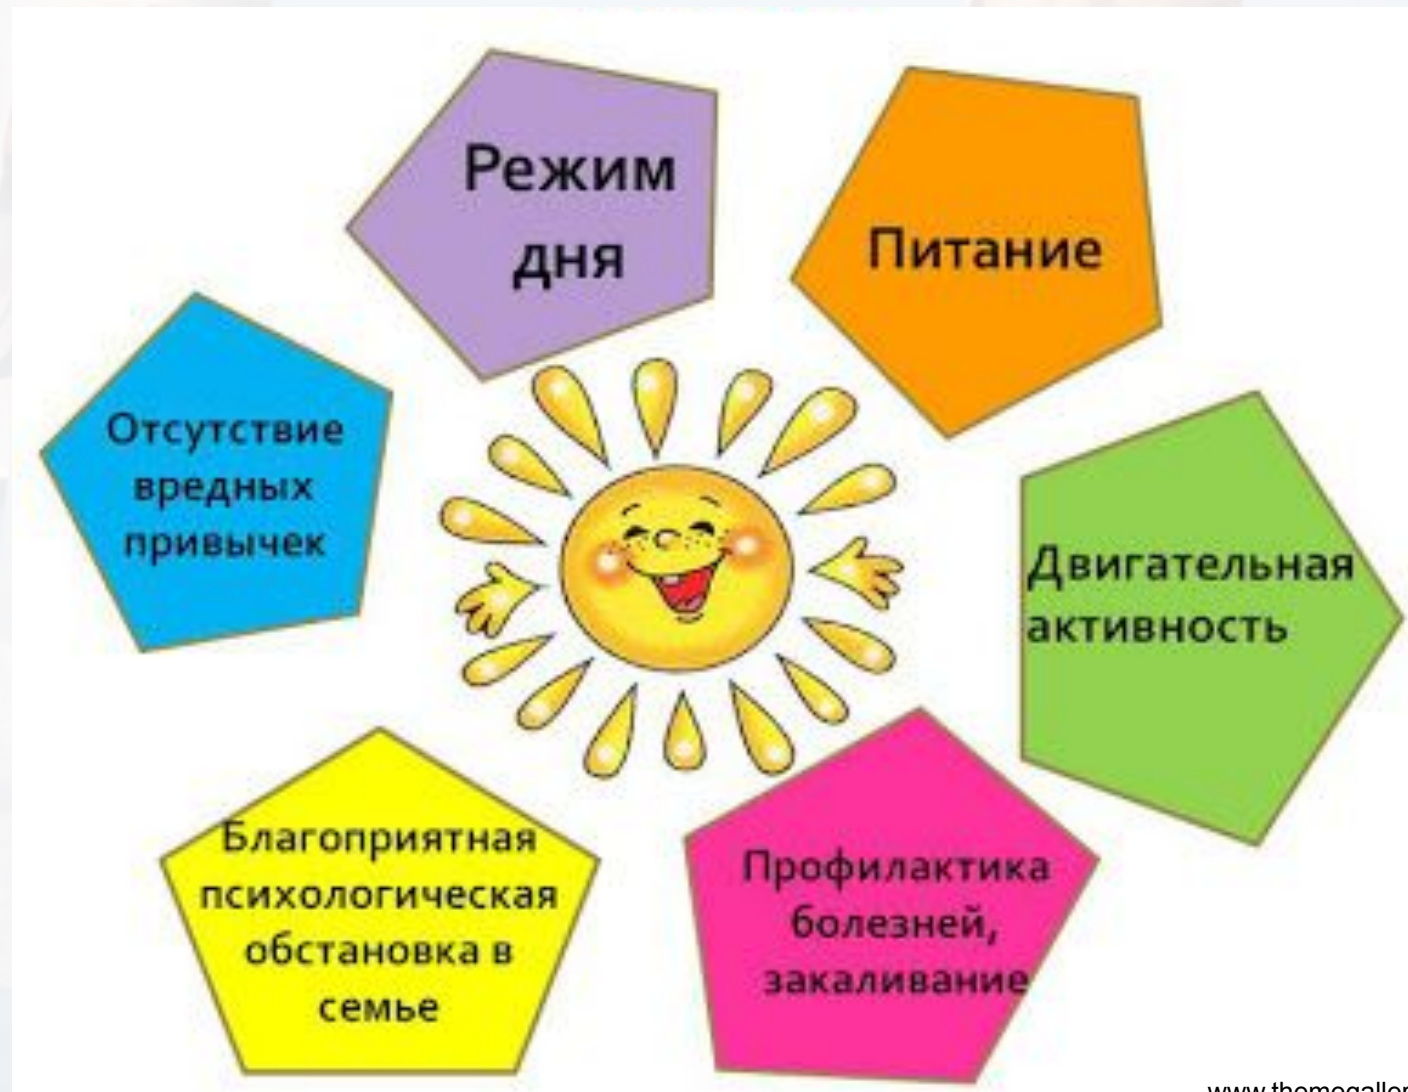 Режим
дня
Питание
Отсутствие
вредных
привычек
Двигательная
активность
Благоприятная
психологическая
обстановка в
семье
Профилактика
болезней,
закаливание